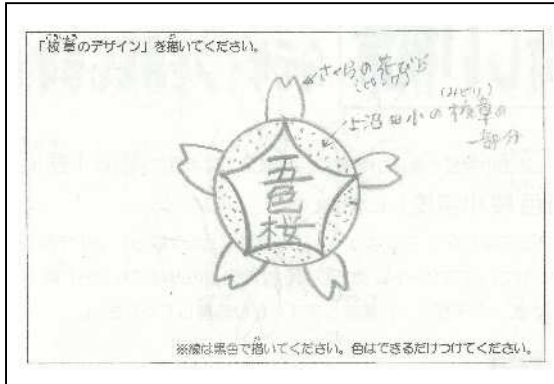 「校章のデザイン」を描いてください。
さくらの花びら
(みどり)
上沼田小の校章の
一部分
五色桜
※線は黒色で描いてください。色はできるだけつけてください。